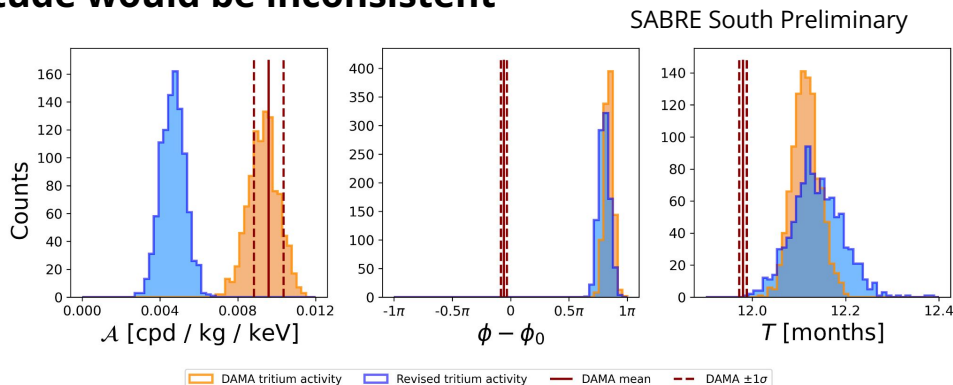 would be inconsistent
SABRE South Preliminary
Counts
160
140
120
100
80
60
40
20
0
0.000 0.004 0.008 0.012
𝒜 [cpd / kg / keV]
400
350
300
250
200
150
100
50
0
-1π -0.5π 0 0.5π 1π
ϕ − ϕ₀
140
120
100
80
60
40
20
0
12.0 12.2 12.4
T [months]
DAMA tritium activity Revised tritium activity DAMA mean DAMA ±1σ